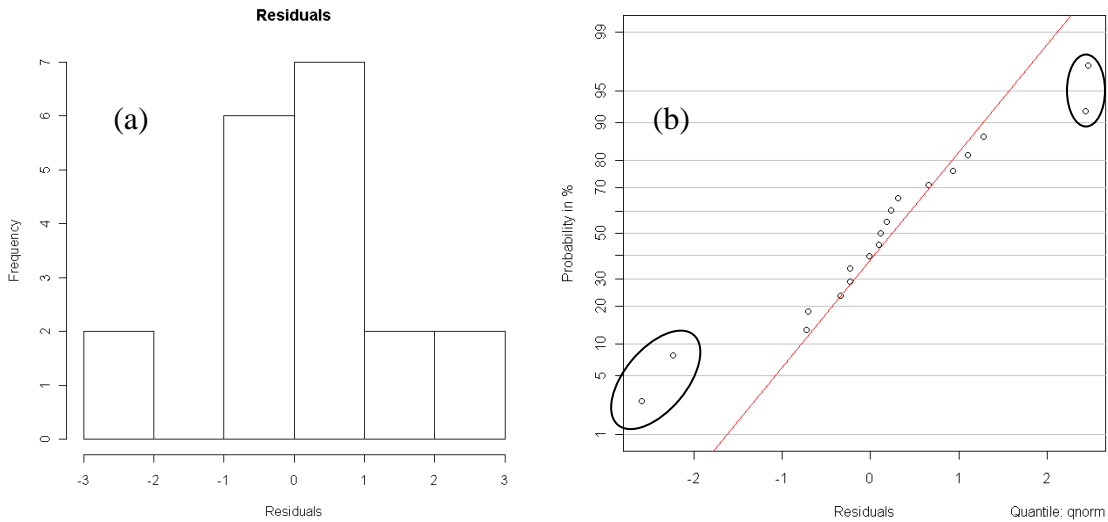 Residuals
(a)
Frequency
7
6
5
4
3
2
1
0
-3 -2 -1 0 1 2 3
Residuals
(b)
Probability in %
99
95
90
80
70
50
30
20
10
5
1
-2 -1 0 1 2
Residuals
Quantile: qnorm